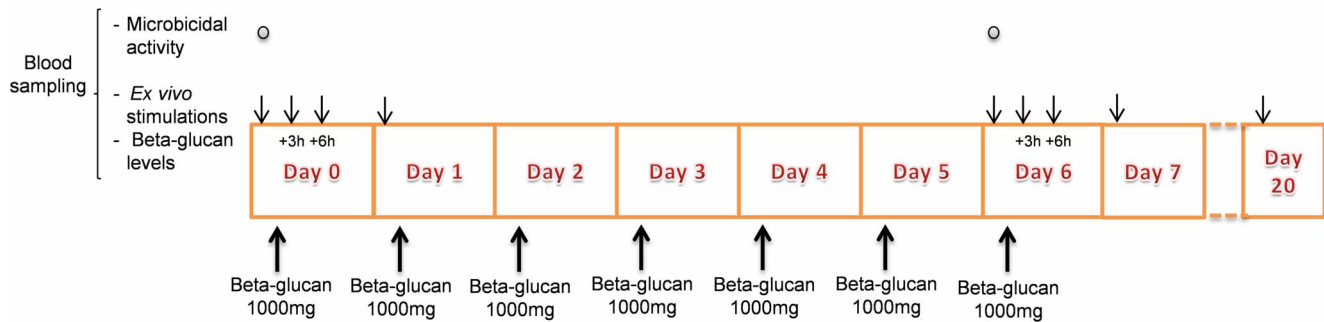 Blood
sampling
- Microbicidal
activity
- Ex vivo
stimulations
- Beta-glucan
levels
+3h +6h
+3h +6h
Day 0
Day 1
Day 2
Day 3
Day 4
Day 5
Day 6
Day 7
Day
20
Beta-glucan
1000mg
Beta-glucan
1000mg
Beta-glucan
1000mg
Beta-glucan
1000mg
Beta-glucan
1000mg
Beta-glucan
1000mg
Beta-glucan
1000mg